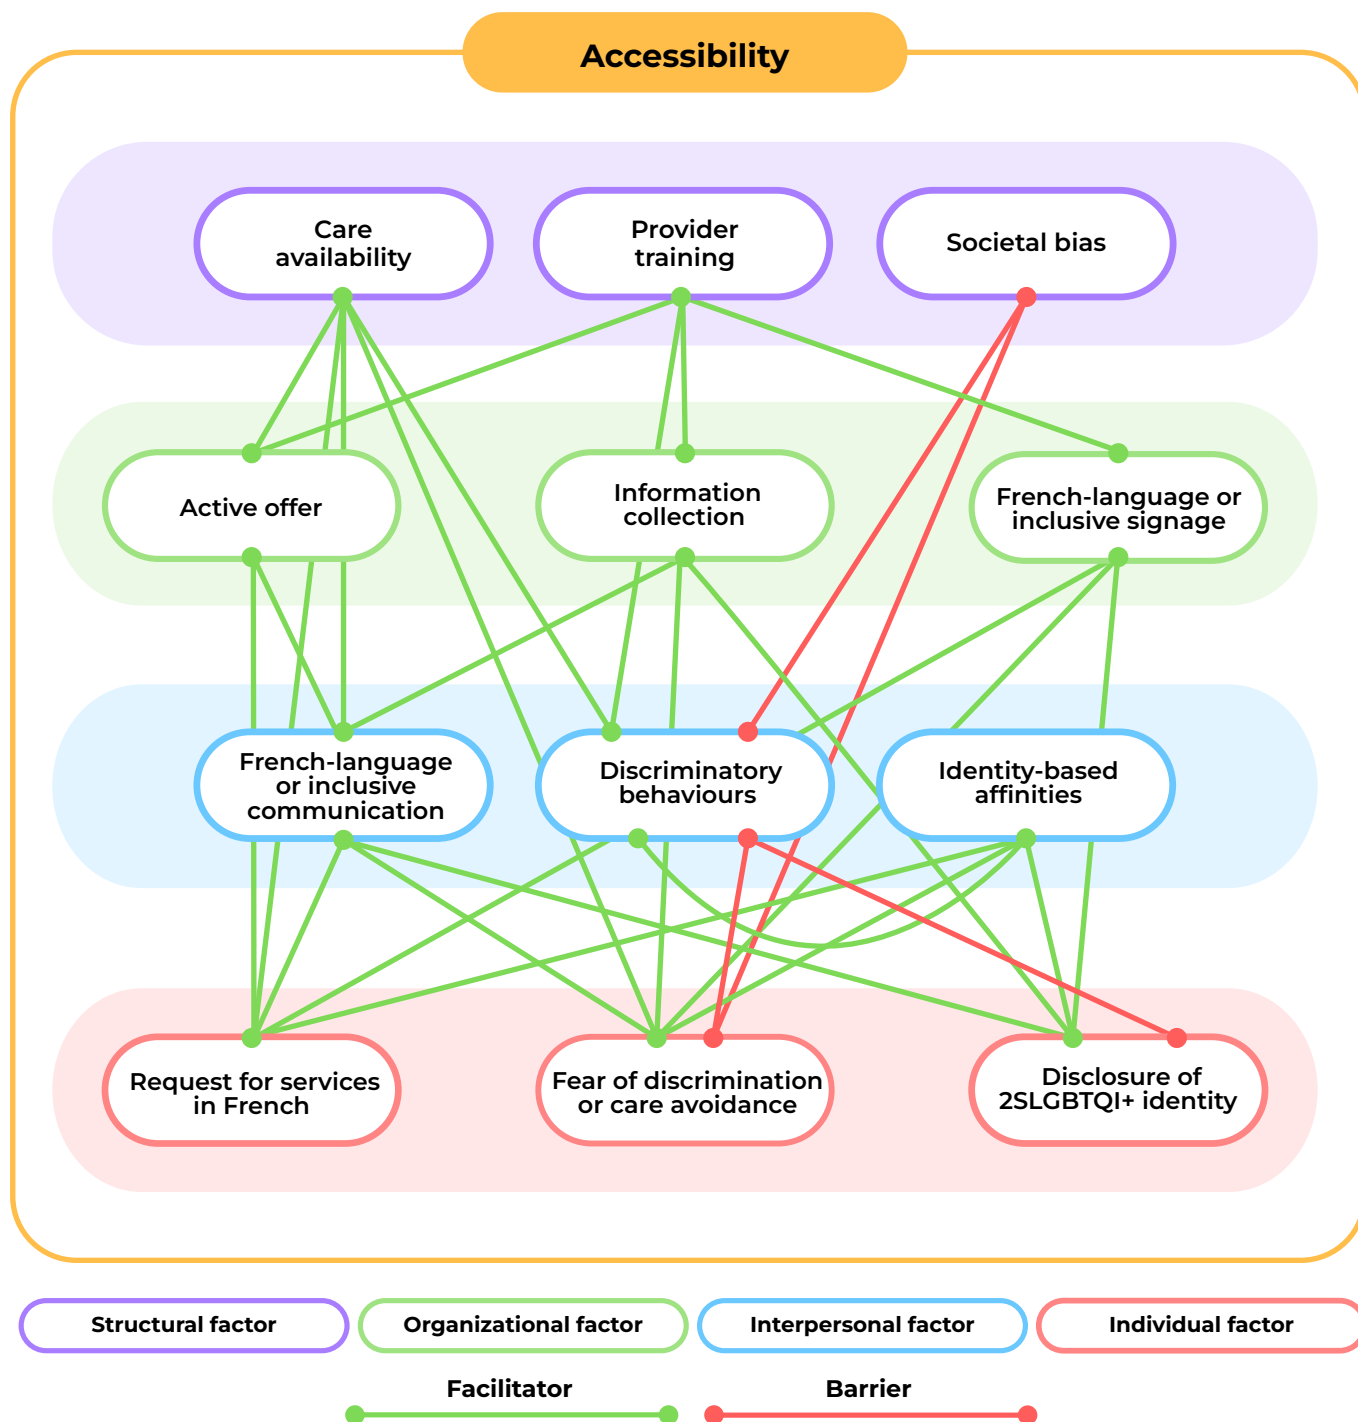 Accessibility
Care
availability
Provider
training
Societal bias
Active offer
Information
collection
French-language or
inclusive signage
French-language
or inclusive
communication
Discriminatory
behaviours
Identity-based
affinities
Request for services
in French
Fear of discrimination
or care avoidance
Disclosure of
2SLGBTQI+ identity
Structural factor
Organizational factor
Interpersonal factor
Individual factor
Facilitator
Barrier